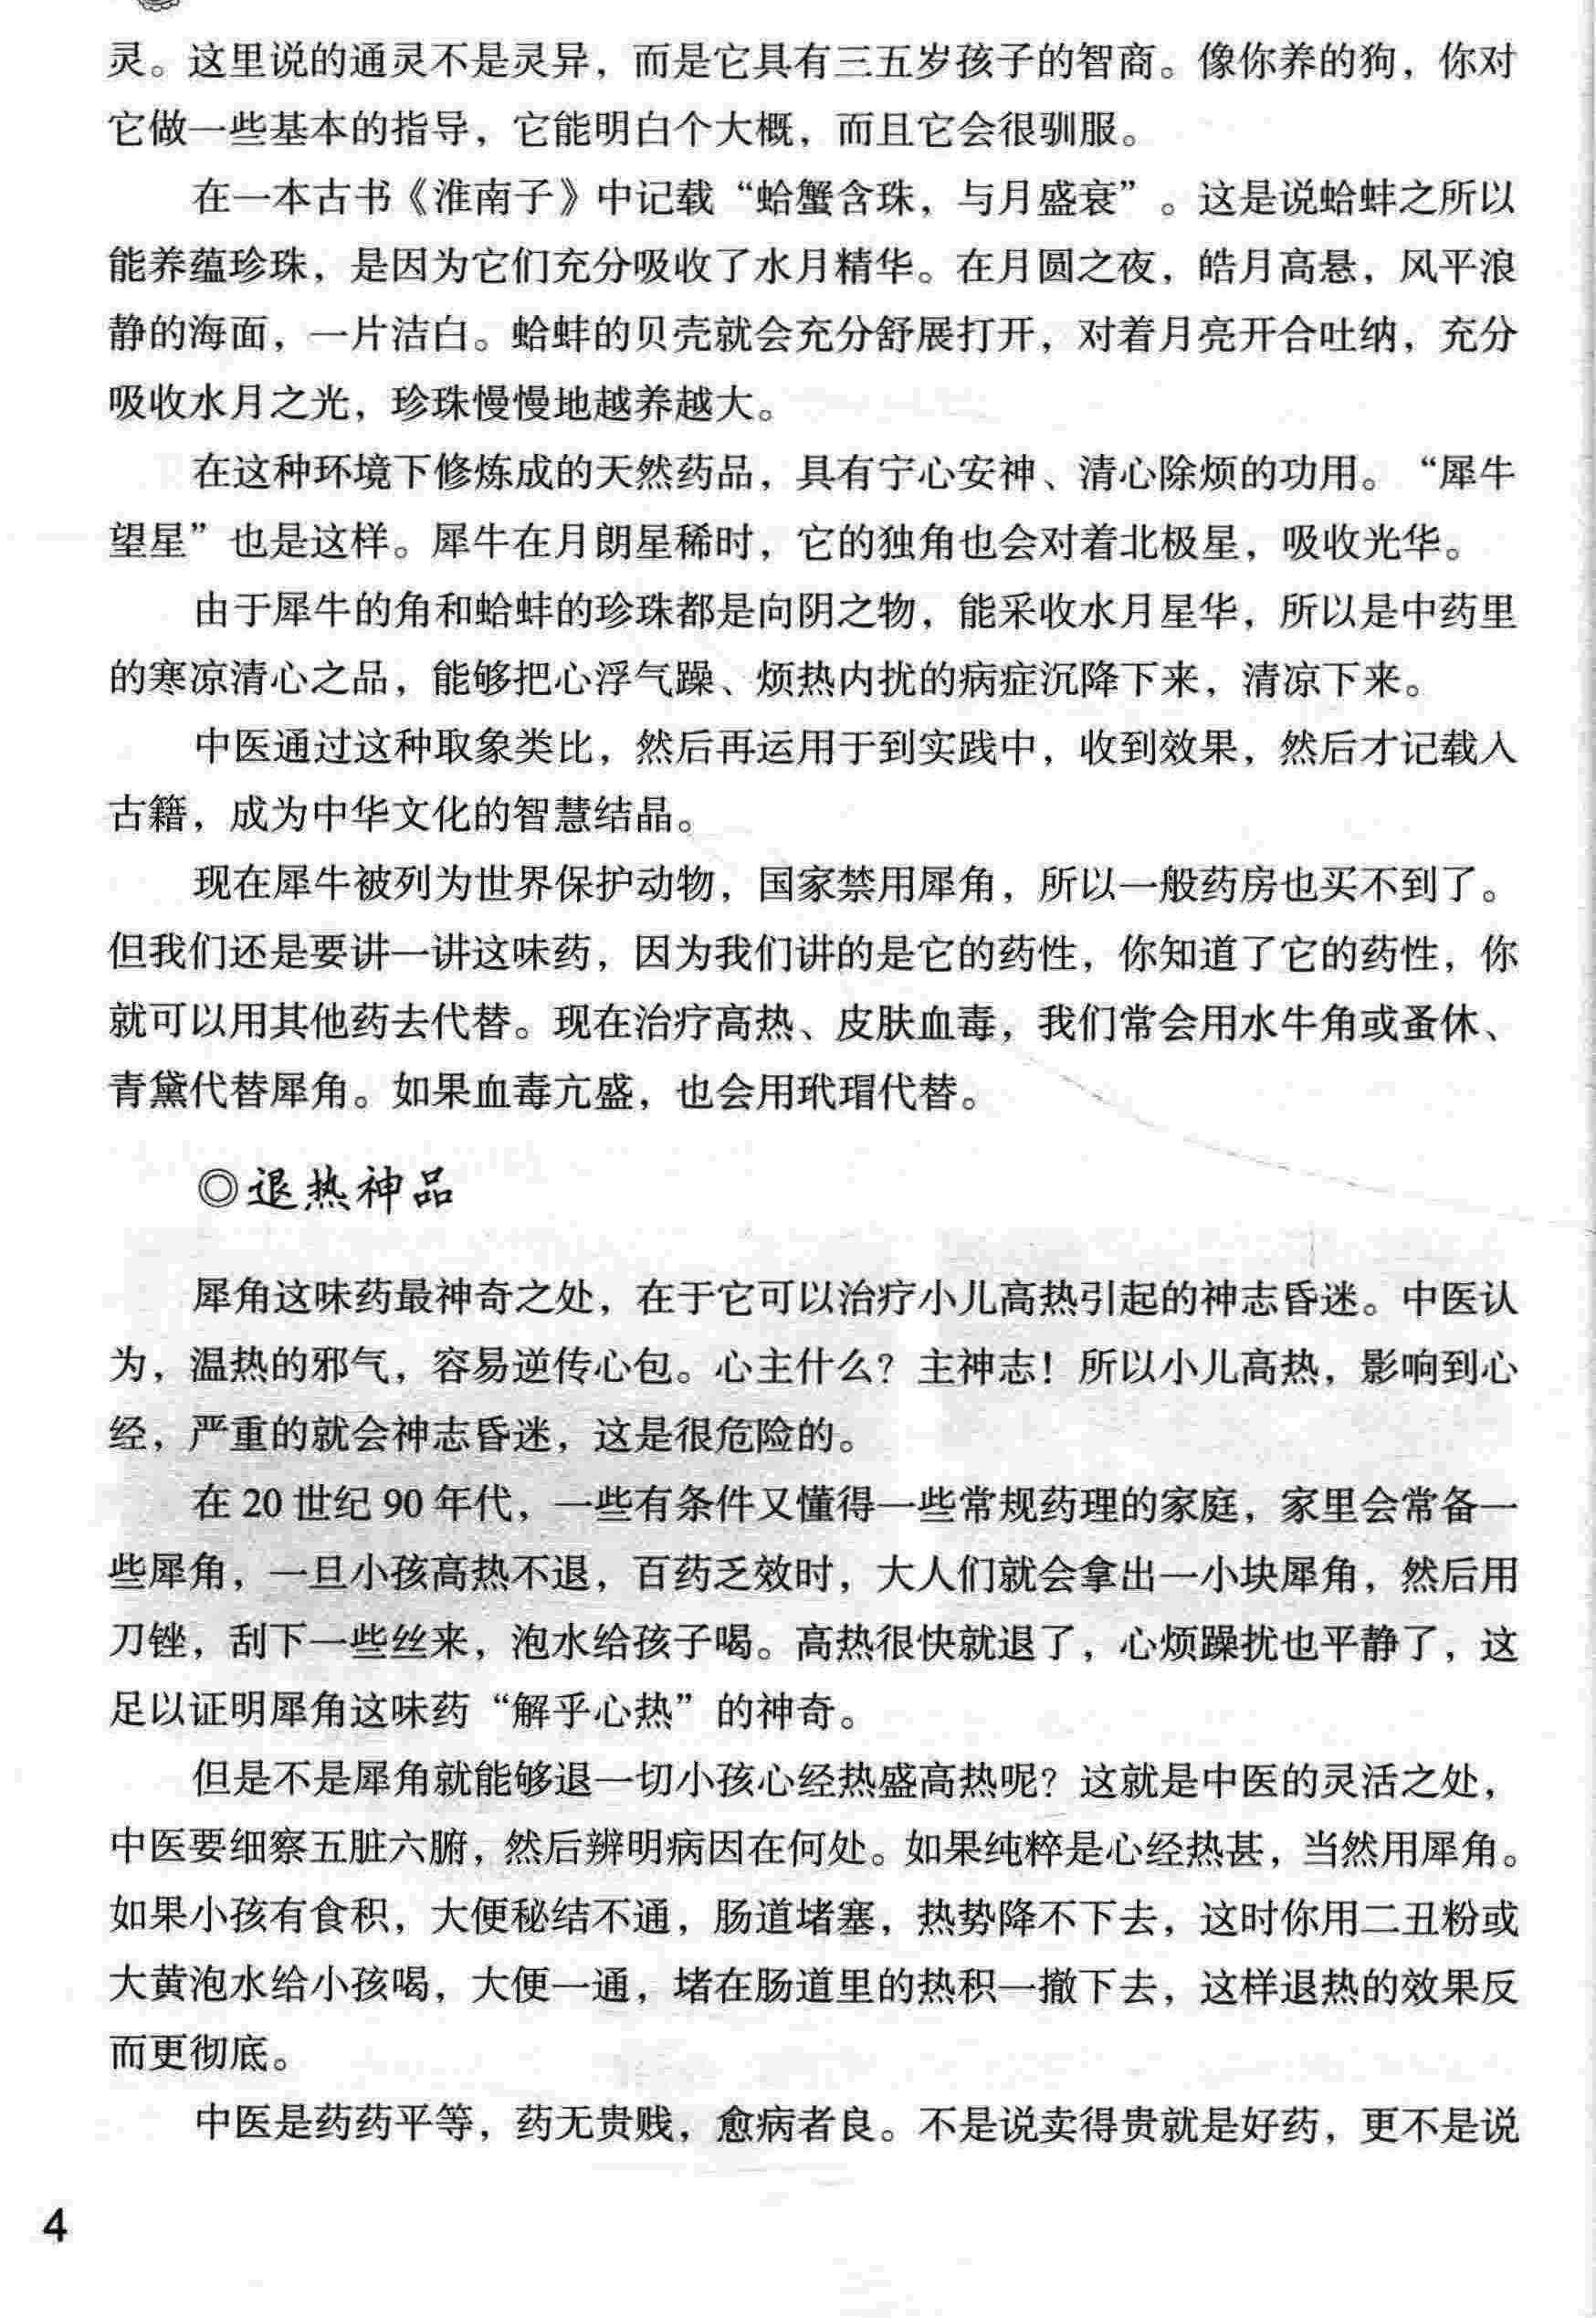 灵。这里说的通灵不是灵异，而是它具有三五岁孩子的智商。像你养的狗，你对
它做一些基本的指导，它能明白个大概，而且它会很驯服。
在一本古书《淮南子》中记载“蛤蟹含珠，与月盛衰”。这是说蛤蚌之所以
能养蕴珍珠，是因为它们充分吸收了水月精华。在月圆之夜，皓月高悬，风平浪
静的海面，一片洁白。蛤蚌的贝壳就会充分舒展打开，对着月亮开合吐纳，充分
吸收水月之光，珍珠慢慢地越养越大。
在这种环境下修炼成的天然药品，具有宁心安神、清心除烦的功用。“犀牛
望星”也是这样。犀牛在月朗星稀时，它的独角也会对着北极星，吸收光华。
由于犀牛的角和蛤蚌的珍珠都是向阴之物，能采收水月星华，所以是中药里
的寒凉清心之品，能够把心浮气躁、烦热内扰的病症沉降下来，清凉下来。
中医通过这种取象类比，然后再运用于到实践中，收到效果，然后才记载入
古籍，成为中华文化的智慧结晶。
现在犀牛被列为世界保护动物，国家禁用犀角，所以一般药房也买不到了。
但我们还是要讲一讲这味药，因为我们讲的是它的药性，你知道了它的药性，你
就可以用其他药去代替。现在治疗高热、皮肤血毒，我们常会用水牛角或蚤休、
青黛代替犀角。如果血毒亢盛，也会用玳瑁代替。
◎退热神品
犀角这味药最神奇之处，在于它可以治疗小儿高热引起的神志昏迷。中医认
为，温热的邪气，容易逆传心包。心主什么？主神志！所以小儿高热，影响到心
经，严重的就会神志昏迷，这是很危险的。
在 20 世纪 90 年代，一些有条件又懂得一些常规药理的家庭，家里会常备一
些犀角，一旦小孩高热不退，百药乏效时，大人们就会拿出一小块犀角，然后用
刀锉，刮下一些丝来，泡水给孩子喝。高热很快就退了，心烦躁扰也平静了，这
足以证明犀角这味药“解乎心热”的神奇。
但是不是犀角就能够退一切小孩心经热盛高热呢？这就是中医的灵活之处，
中医要细察五脏六腑，然后辨明病因在何处。如果纯粹是心经热甚，当然用犀角。
如果小孩有食积，大便秘结不通，肠道堵塞，热势降不下去，这时你用二丑粉或
大黄泡水给小孩喝，大便一通，堵在肠道里的热积一撤下去，这样退热的效果反
而更彻底。
中医是药药平等，药无贵贱，愈病者良。不是说卖得贵就是好药，更不是说
4